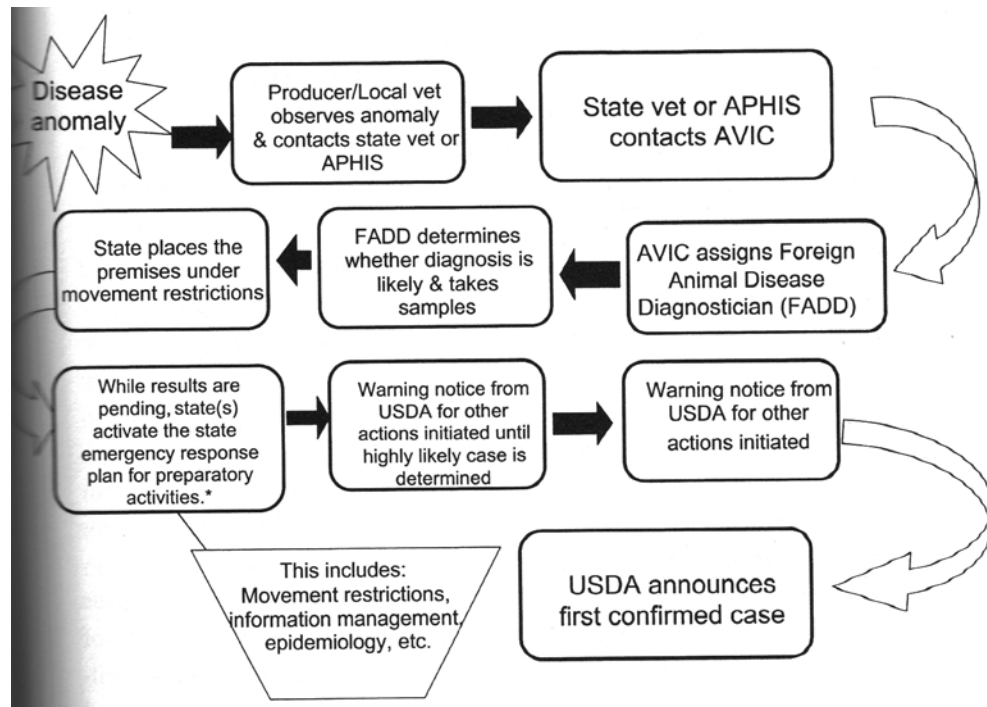 Disease
anomaly
Producer/Local vet
observes anomaly
& contacts state vet or
APHIS
State vet or APHIS
contacts AVIC
AVIC assigns Foreign
Animal Disease
Diagnostician (FADD)
FADD determines
whether diagnosis is
likely & takes
samples
State places the
premises under
movement restrictions
While results are
pending, state(s)
activate the state
emergency response
plan for preparatory
activities.*
Warning notice from
USDA for other
actions initiated until
highly likely case is
determined
Warning notice from
USDA for other
actions initiated
This includes:
Movement restrictions,
information management,
epidemiology, etc.
USDA announces
first confirmed case